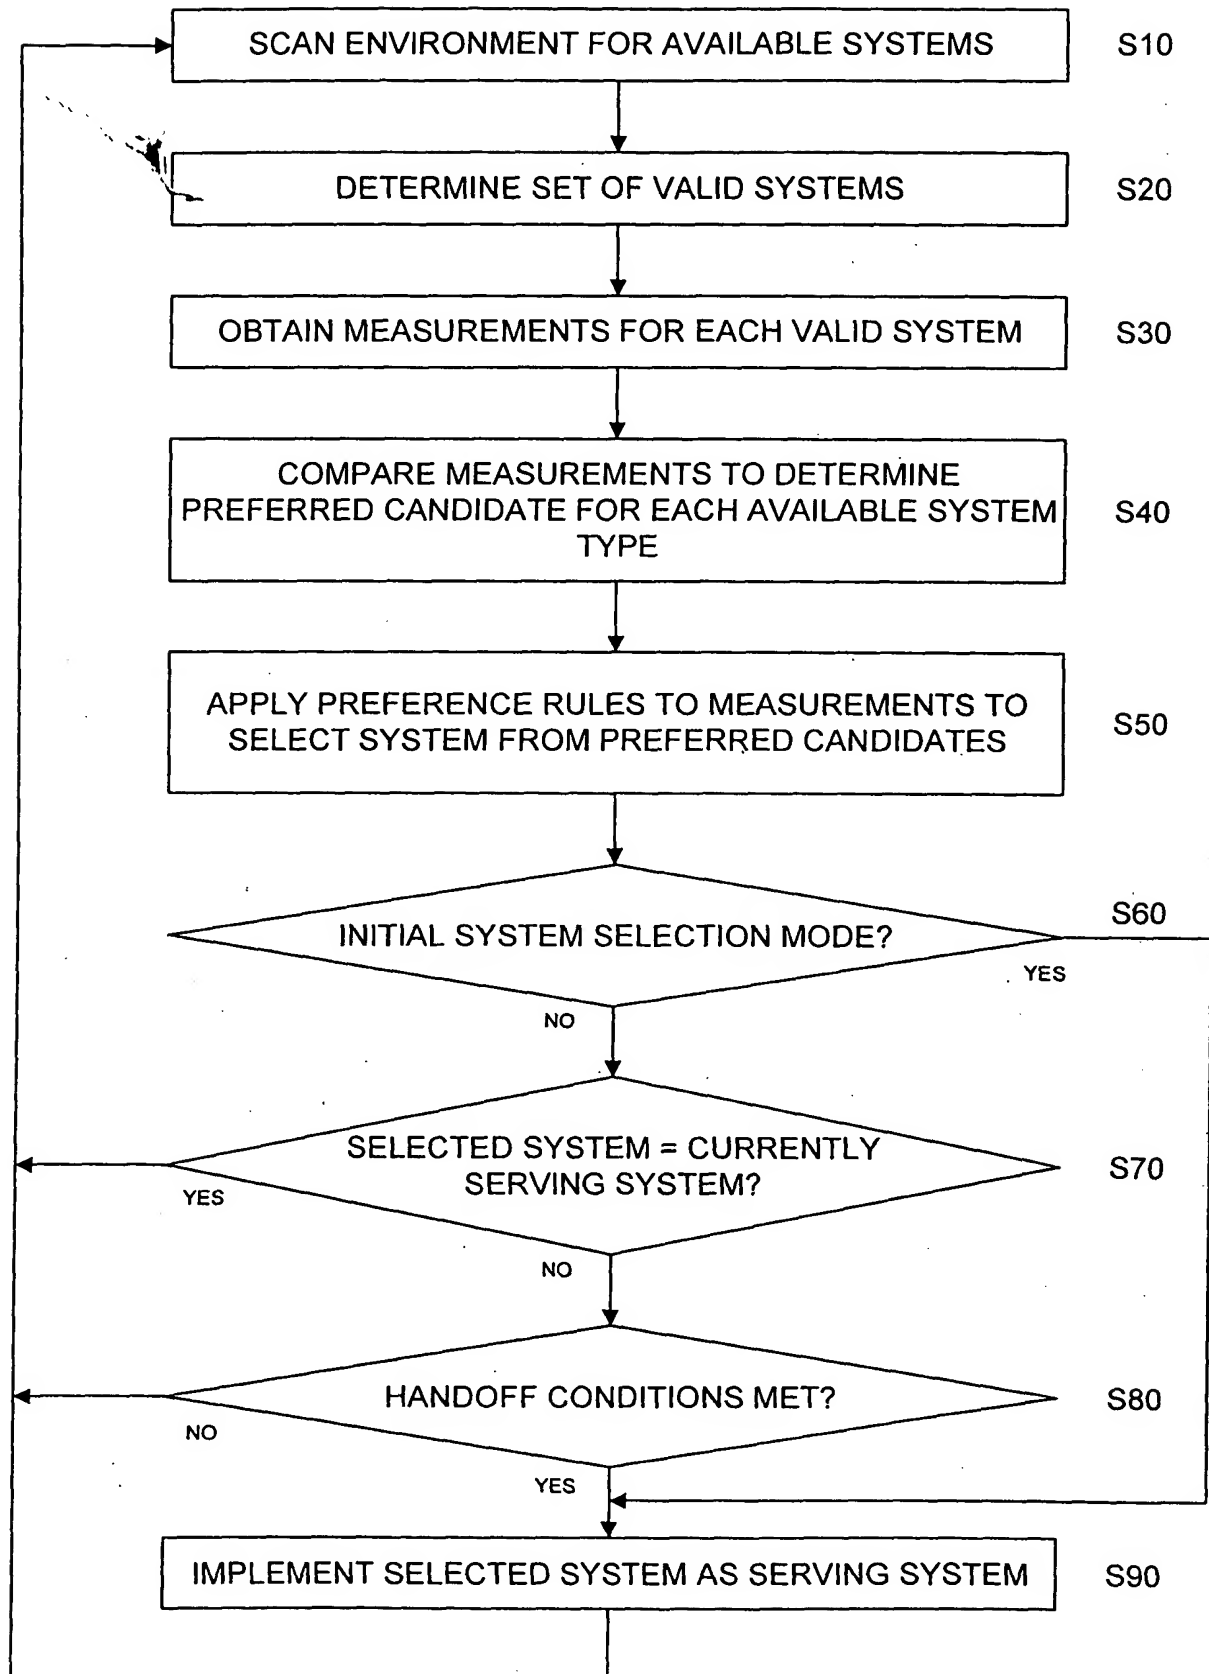 SCAN ENVIRONMENT FOR AVAILABLE SYSTEMS
S10
DETERMINE SET OF VALID SYSTEMS
S20
OBTAIN MEASUREMENTS FOR EACH VALID SYSTEM
S30
COMPARE MEASUREMENTS TO DETERMINE
PREFERRED CANDIDATE FOR EACH AVAILABLE SYSTEM
TYPE
S40
APPLY PREFERENCE RULES TO MEASUREMENTS TO
SELECT SYSTEM FROM PREFERRED CANDIDATES
S50
INITIAL SYSTEM SELECTION MODE?
S60
YES
NO
SELECTED SYSTEM = CURRENTLY
SERVING SYSTEM?
S70
YES
NO
HANDOFF CONDITIONS MET?
S80
NO
YES
IMPLEMENT SELECTED SYSTEM AS SERVING SYSTEM
S90